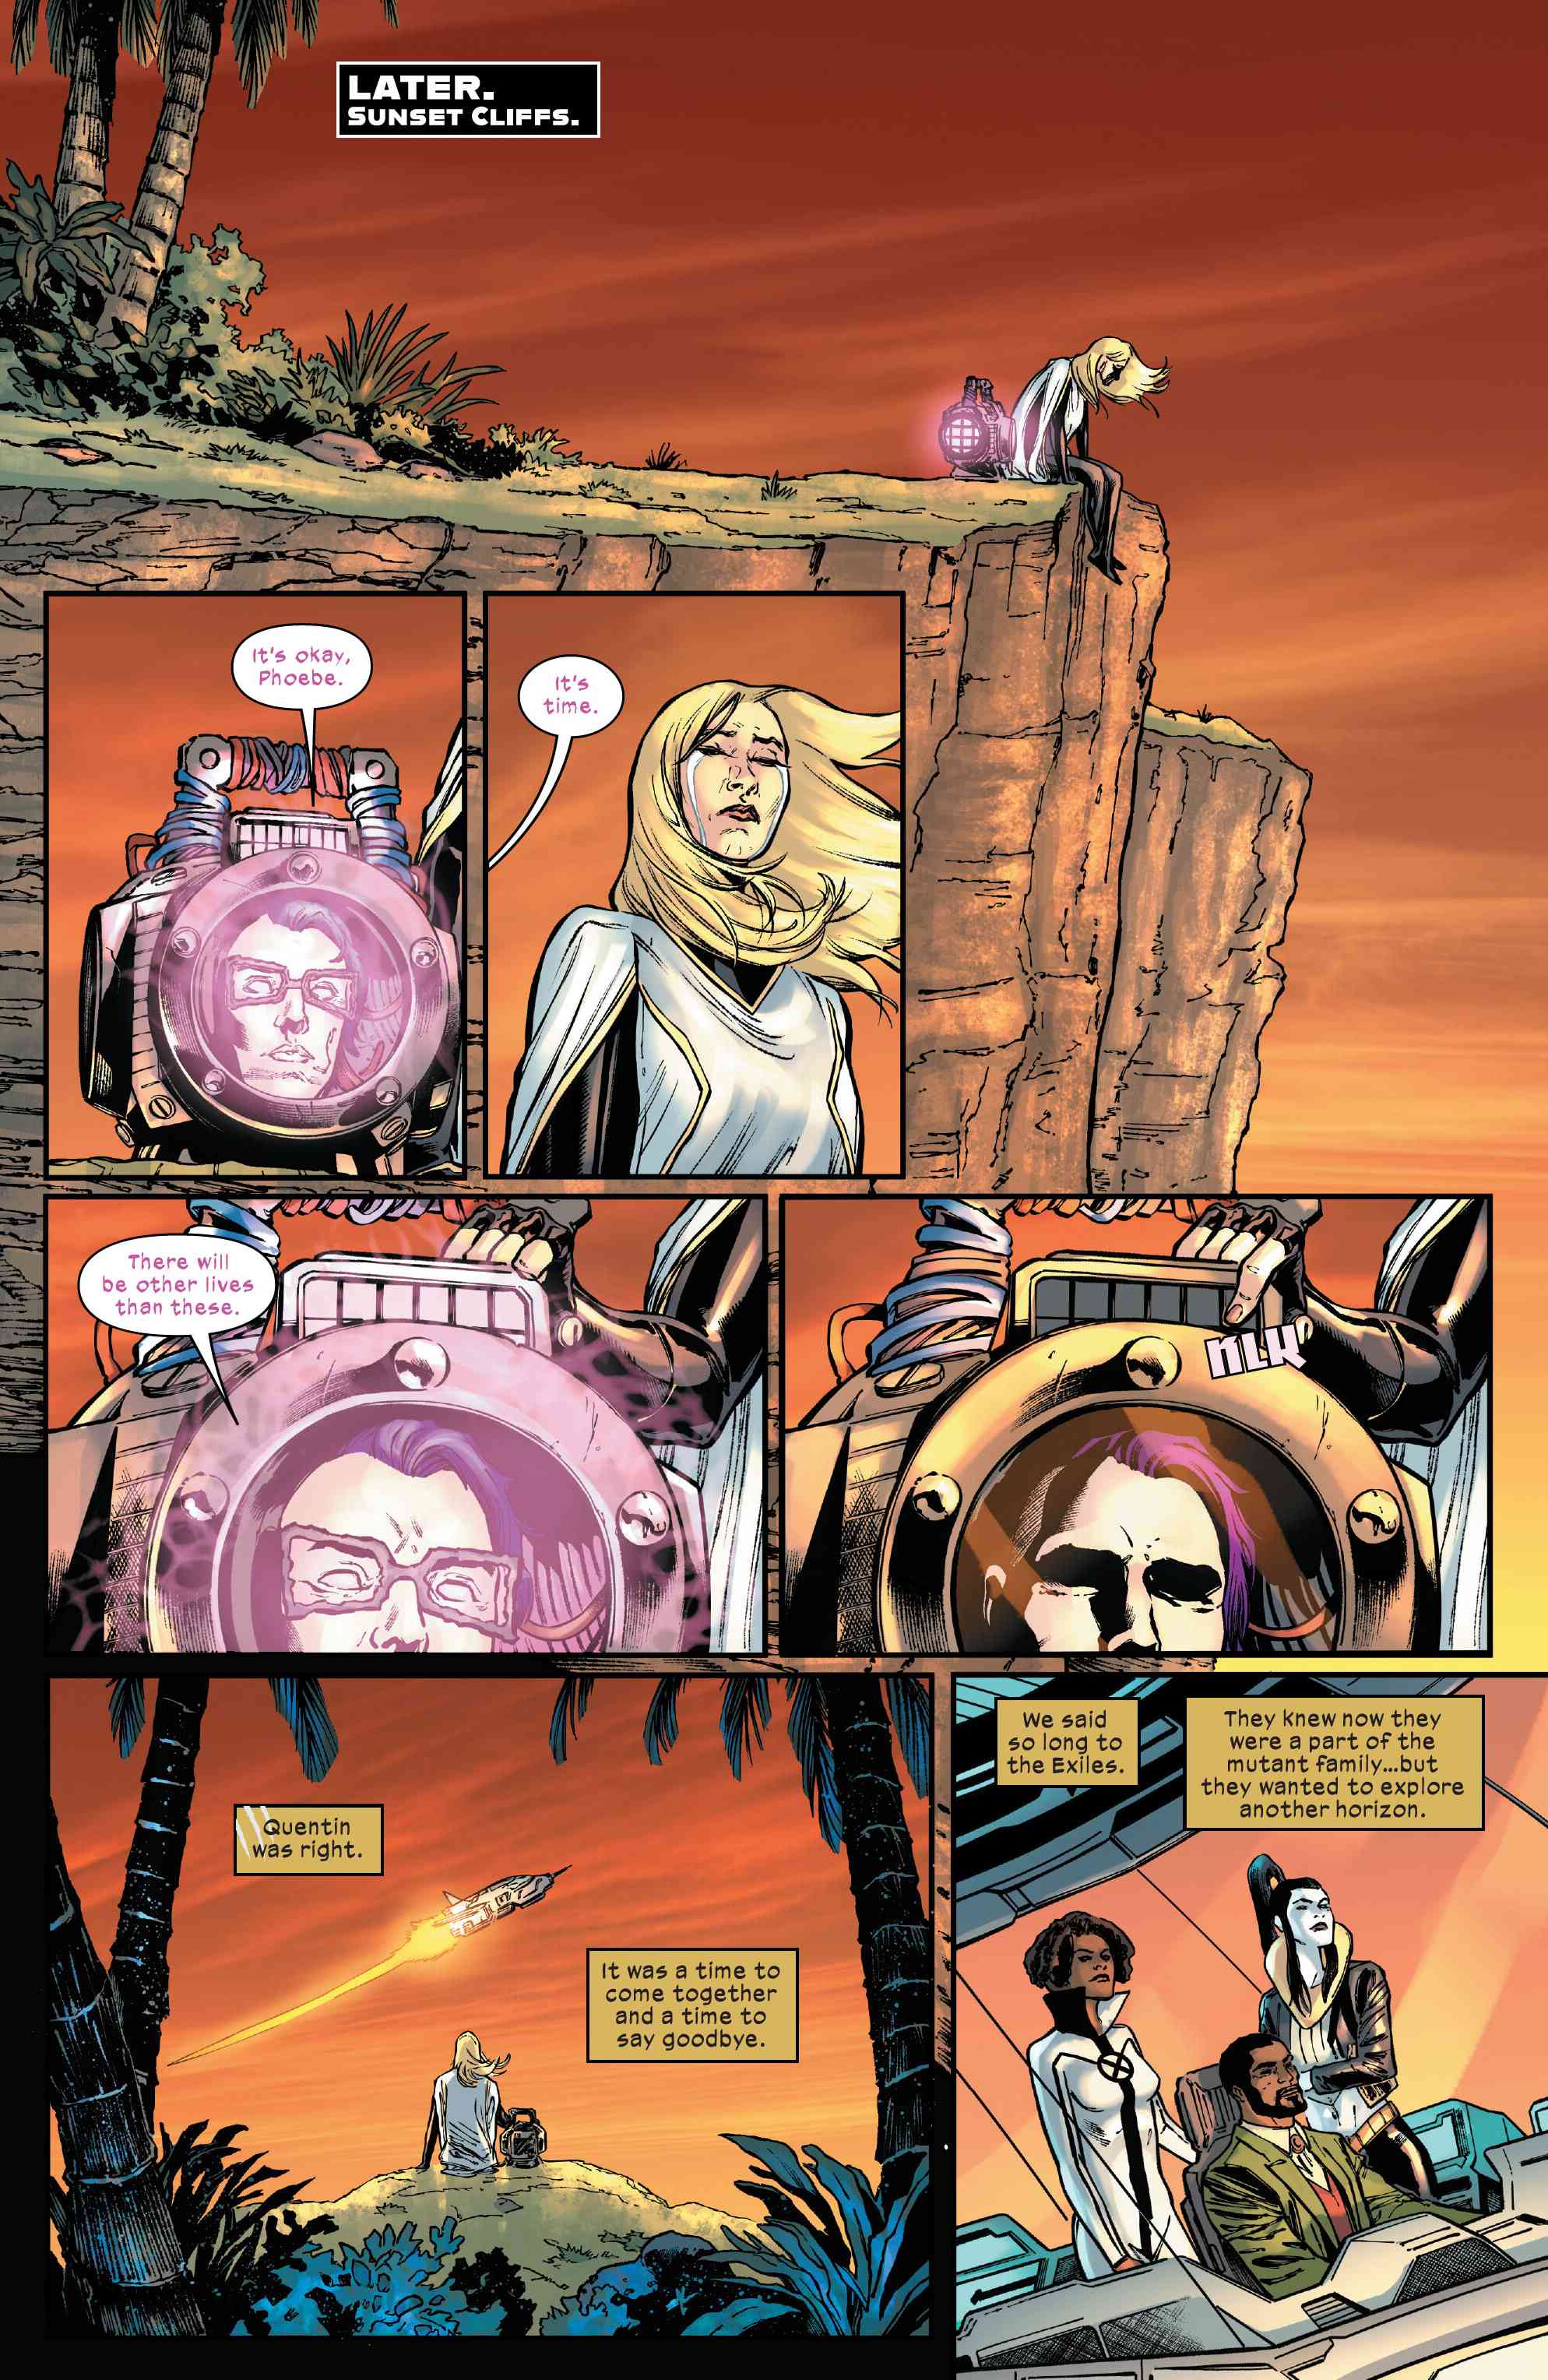 LATER.
SUNSET CLIFFS.
It's okay,
Phoebe.
It's
time.
There will
be other lives
than these.
KLK
Quentin
was right.
It was a time to
come together
and a time to
say goodbye.
We said
so long to
the Exiles.
They knew now they
were a part of the
mutant family...but
they wanted to explore
another horizon.